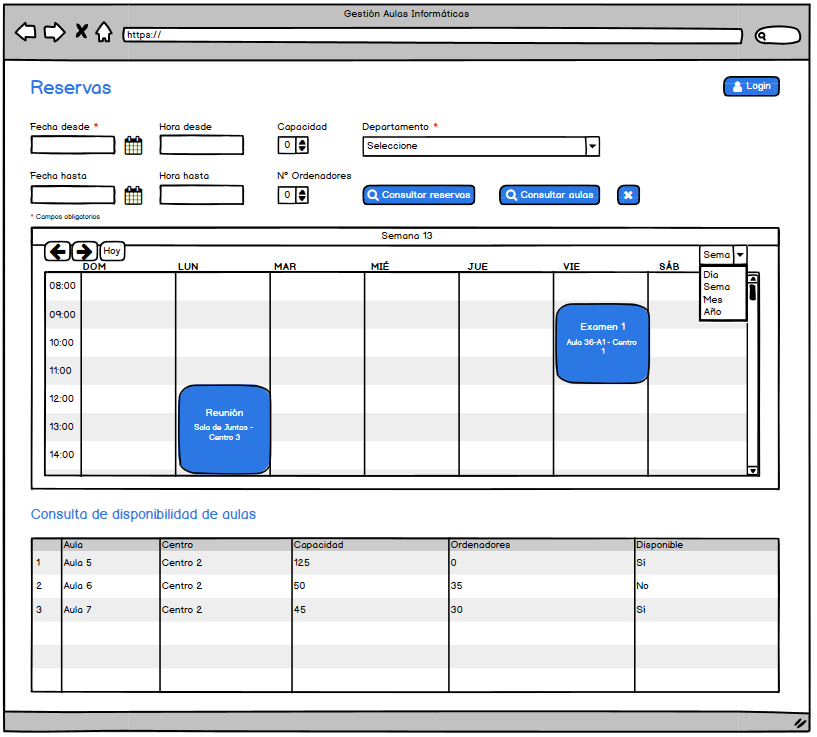 Gestión Aulas Informáticas
https://
Reservas
Login
Fecha desde *
Hora desde
Capacidad
Departamento *
0
Seleccione
Fecha hasta
Hora hasta
Nº Ordenadores
0
Consultar reservas
Consultar aulas
* Campos obligatorios
Semana 13
Hoy
Sema
DOM LUN MAR MIÉ JUE VIE SÁB
Día
Sema
Mes
Año
08:00
09:00
10:00
11:00
12:00
13:00
14:00
Examen 1
Aula 36-A1 - Centro
1
Reunión
Sala de Juntas -
Centro 3
Consulta de disponibilidad de aulas
Aula Centro Capacidad Ordenadores Disponible
1 Aula 5 Centro 2 125 0 Sí
2 Aula 6 Centro 2 50 35 No
3 Aula 7 Centro 2 45 30 Sí